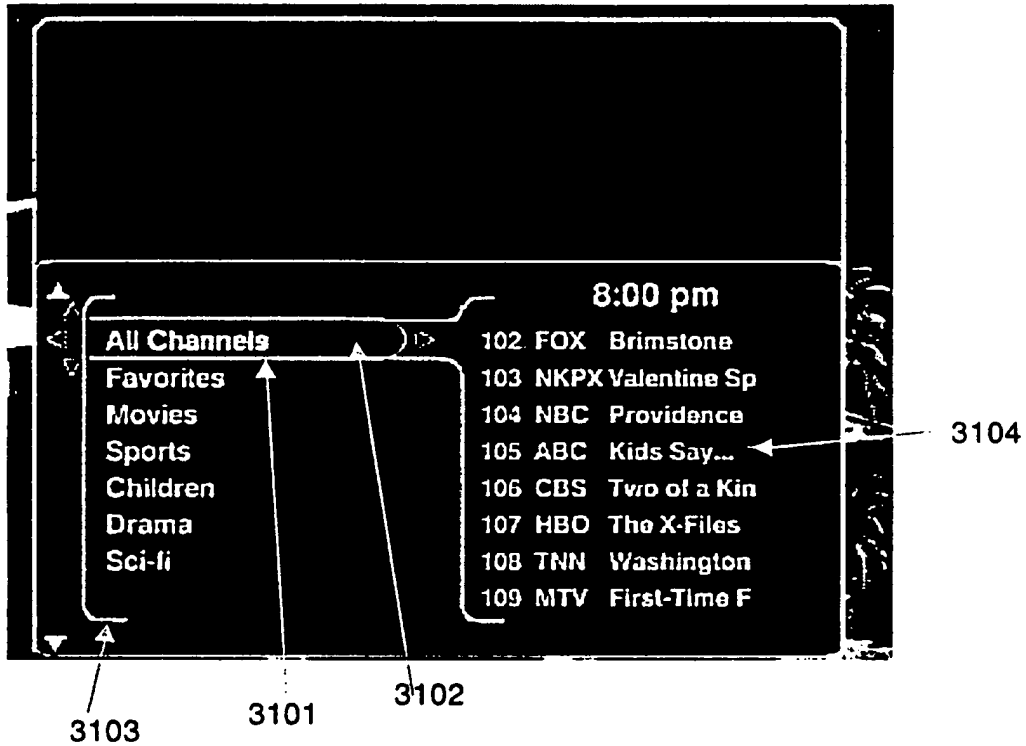 8:00 pm
All Channels
Favorites
Movies
Sports
Children
Drama
Sci-fi
102 FOX Brimstone
103 NKPX Valentine Sp
104 NBC Providence
105 ABC Kids Say...
106 CBS Two of a Kin
107 HBO The X-Files
108 TNN Washington
109 MTV First-Time F
3104
3103
3101
3102